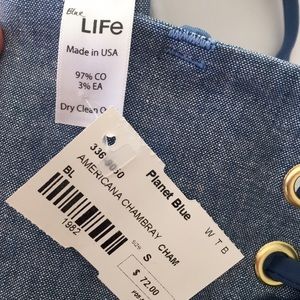 Blue
LIFe
Made in USA
97% CO
3% EA
Dry Clean
Planet Blue
W T B
AMERICANA CHAMBRAY CHAM
BL
SIZE S
$ 72.00
1982